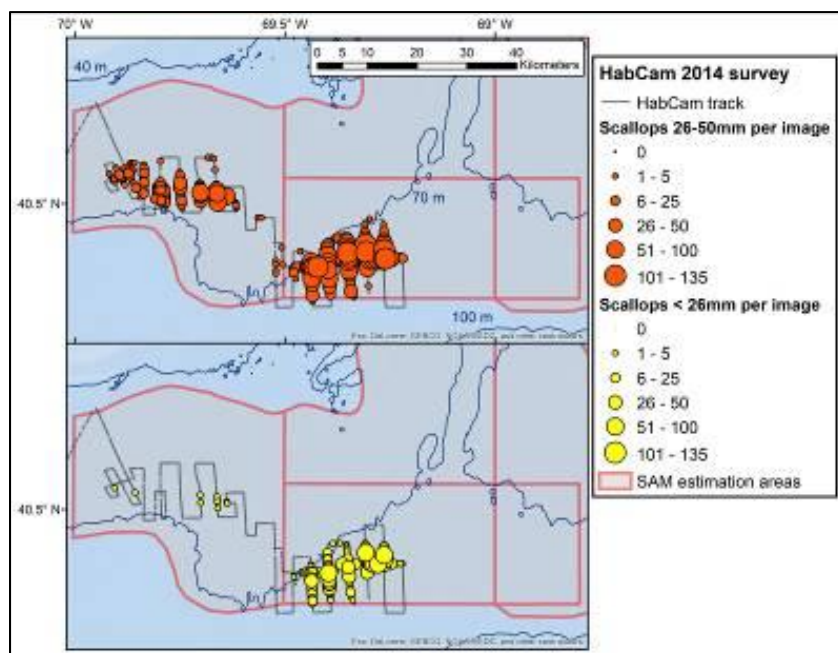 70° W
69.5° W
69° W
0 5 10 20 30 40
Kilometers
40 m
40.5° N
70 m
100 m
40.5° N
HabCam 2014 survey
HabCam track
Scallops 26-50mm per image
0
1 - 5
6 - 25
26 - 50
51 - 100
101 - 135
Scallops < 26mm per image
0
1 - 5
6 - 25
26 - 50
51 - 100
101 - 135
SAM estimation areas